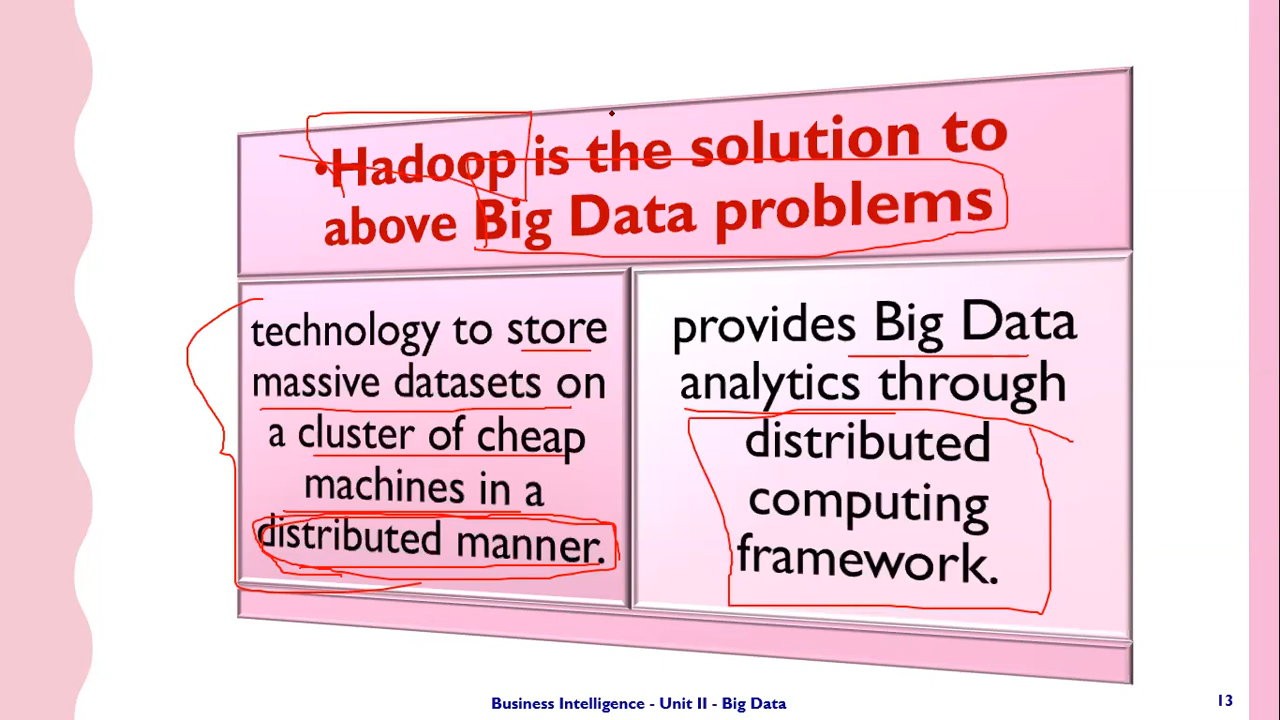 •Hadoop is the solution to
above Big Data problems
technology to store
massive datasets on
a cluster of cheap
machines in a
distributed manner.
provides Big Data
analytics through
distributed
computing
framework.
Business Intelligence - Unit II - Big Data
13